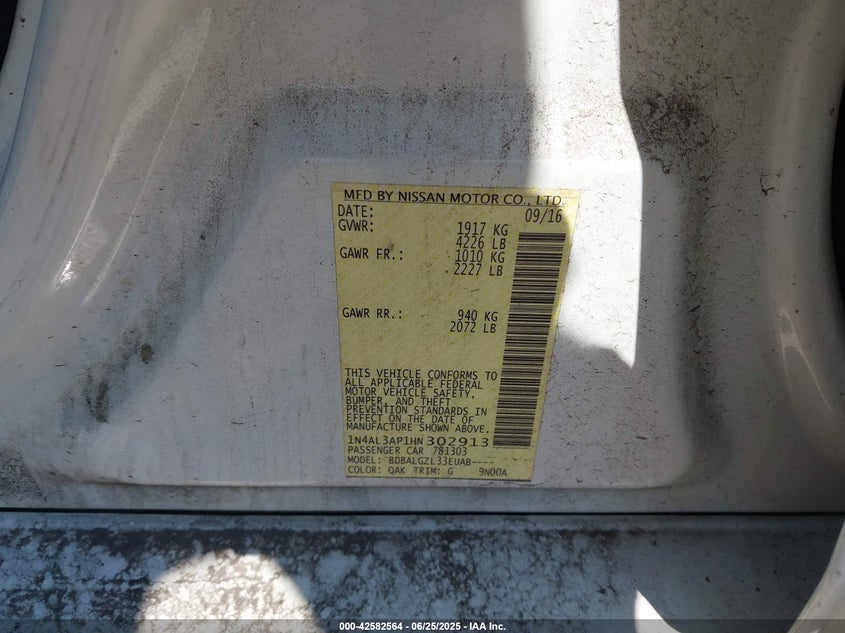 MFD BY NISSAN MOTOR CO., LTD.
DATE: 09/16
GVWR: 1917 KG
4226 LB
GAWR FR.: 1010 KG
2227 LB
GAWR RR.: 940 KG
2072 LB
THIS VEHICLE CONFORMS TO
ALL APPLICABLE FEDERAL
MOTOR VEHICLE SAFETY,
BUMPER, AND THEFT
PREVENTION STANDARDS IN
EFFECT ON THE DATE OF
MANUFACTURE SHOWN ABOVE.
1N4AL3AP1HN302913
PASSENGER CAR 781303
MODEL: BDBALGZL33EUAB----
COLOR: QAK TRIM: G 9N00A
000-42582564 / 06/25/2025 - IAA Inc.